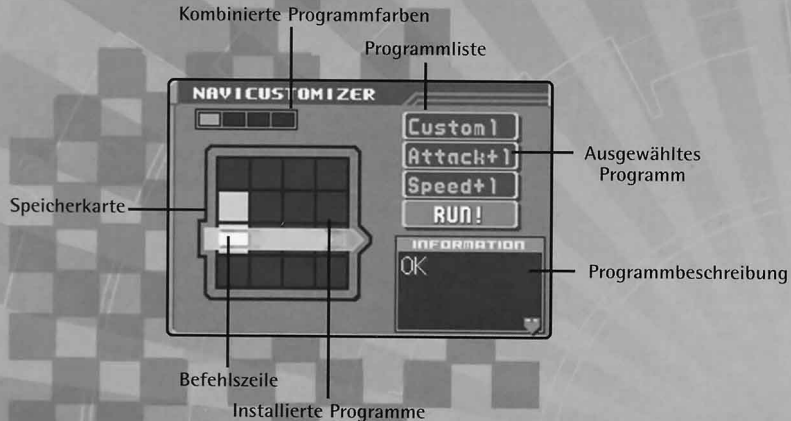 Kombinierte Programmfarben
Programmliste
NAVICUSTOMIZER
Custom1
Attack+1
Speed+1
RUN!
INFORMATION
OK
Ausgewähltes
Programm
Speicherkarte
Programmbeschreibung
Befehlszeile
Installierte Programme